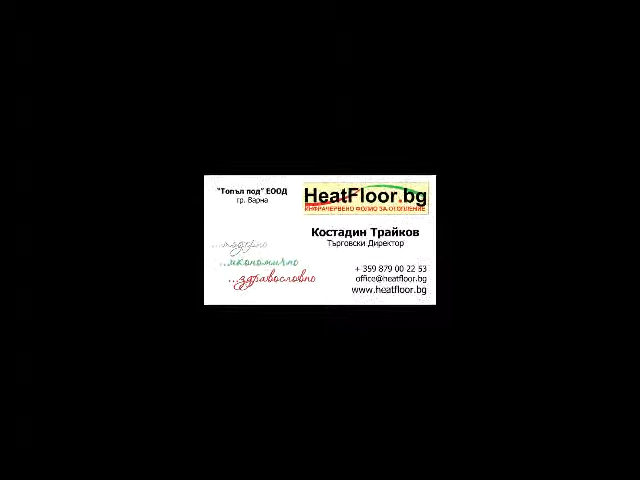 "Топъл под" ЕООД
гр. Варна
HeatFloor.bg
ИНФРАЧЕРВЕНО ФОЛИО ЗА ОТОПЛЕНИЕ
Костадин Трайков
Търговски Директор
...модерно
...икономично
...здравословно
+ 359 879 00 22 53
office@heatfloor.bg
www.heatfloor.bg